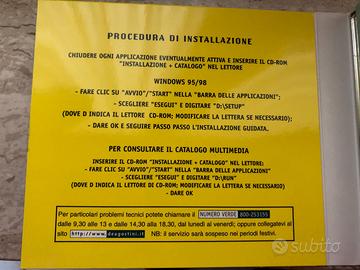 PROCEDURA DI INSTALLAZIONE
CHIUDERE OGNI APPLICAZIONE EVENTUALMENTE ATTIVA E INSERIRE IL CD-ROM
"INSTALLAZIONE + CATALOGO" NEL LETTORE
WINDOWS 95/98
- FARE CLIC SU "AVVIO"/"START" NELLA "BARRA DELLE APPLICAZIONI";
- SCEGLIERE "ESEGUI" E DIGITARE "D:\SETUP"
(DOVE D INDICA IL LETTORE CD-ROM; MODIFICARE LA LETTERA SE NECESSARIO);
- DARE OK E SEGUIRE PASSO PASSO L'INSTALLAZIONE GUIDATA.
PER CONSULTARE IL CATALOGO MULTIMEDIA
INSERIRE IL CD-ROM "INSTALLAZIONE + CATALOGO" NEL LETTORE:
- FARE CLIC SU "AVVIO"/"START" NELLA "BARRA DELLE APPLICAZIONI"
- SCEGLIERE "ESEGUI" E DIGITARE "D:\RUN"
(DOVE D INDICA IL LETTORE DI CD-ROM; MODIFICARE LA LETTERA SE NECESSARIO)
- DARE OK
Per particolari problemi tecnici potete chiamare il NUMERO VERDE 800-253155
dalle 9,30 alle 13 e dalle 14,30 alle 18,30, dal lunedì al venerdì; oppure collegatevi al
sito http://www.deagostini.it NB: il servizio sarà sospeso nei periodi festivi.
subito